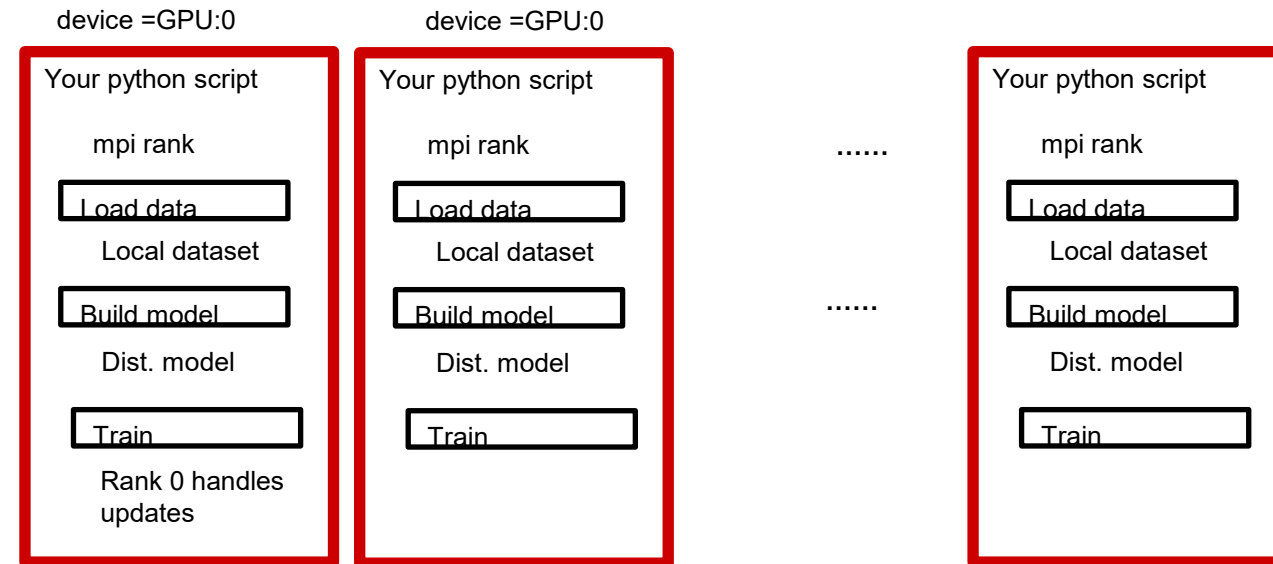 device =GPU:0
Your python script
mpi rank
Load data
Local dataset
Build model
Dist. model
Train
Rank 0 handles
updates
device =GPU:0
Your python script
mpi rank
Load data
Local dataset
Build model
Dist. model
Train
......
......
Your python script
mpi rank
Load data
Local dataset
Build model
Dist. model
Train